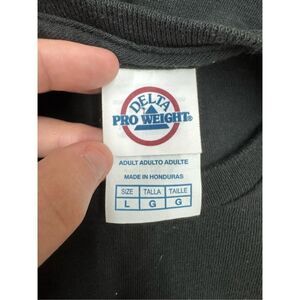 DELTA
PRO WEIGHT®
ADULT ADULTO ADULTE
MADE IN HONDURAS
SIZE TALLA TAILLE
L G G